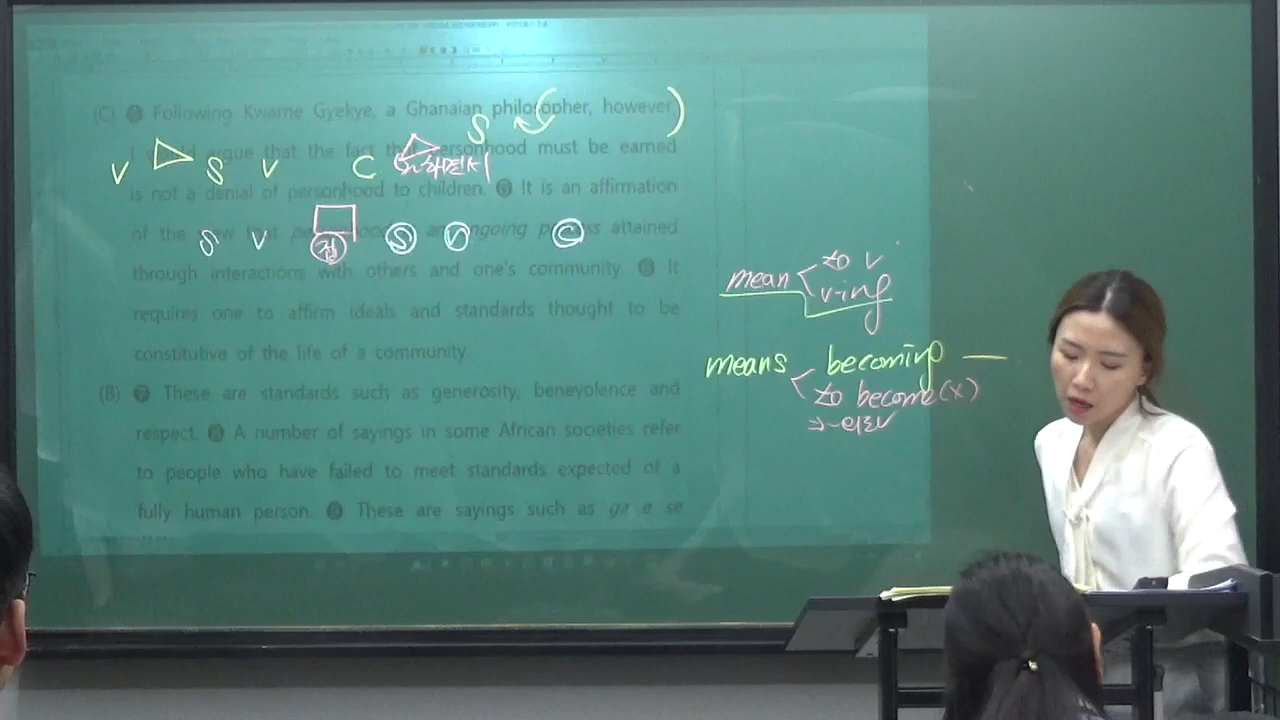 (C) Following Kwame Gyekye, a Ghanaian philosopher, however,
argue that the fact that personhood must be earned
is not a denial of personhood to children. It is an affirmation
of the view that ongoing process attained
through interactions with others and one's community. It
requires one to affirm ideals and standards thought to be
constitutive of the life of a community.
(B) These are standards such as generosity, benevolence and
respect. A number of sayings in some African societies refer
to people who have failed to meet standards expected of a
fully human person. These are sayings such as ga e se
S
V S V C
S V 접 S V C
mean to v
v-ing
means becoming —
to become (x)